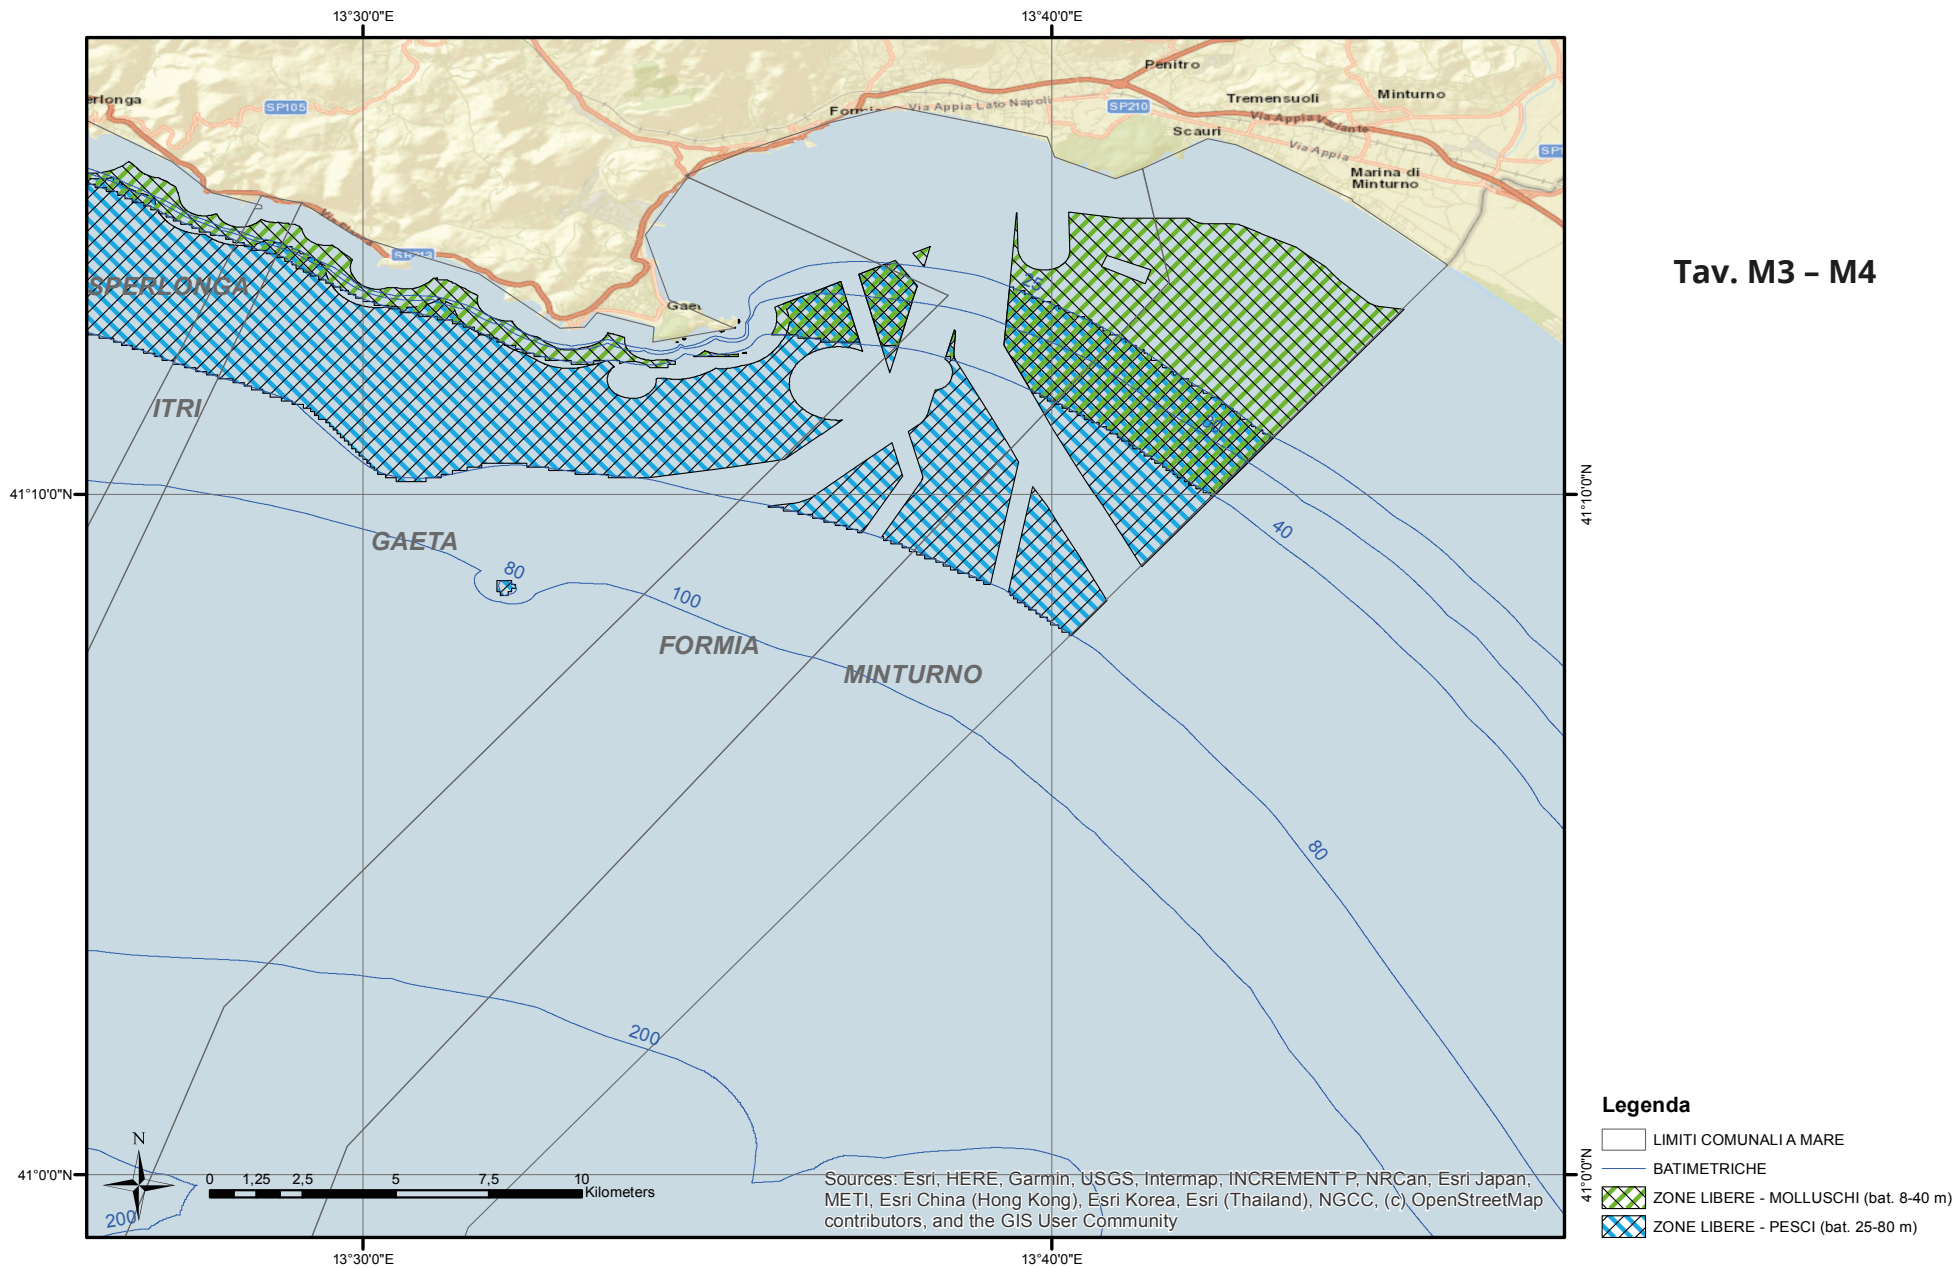 13°30'0"E
13°40'0"E
Penitro
erlonga
SP105
Via Appia Lato Napoli
SP210
Tremensuoli
Minturno
Via Appia Variante
Scauri
Via Appia
SP1
Marina di
Minturno
Via Flacca
Tav. M3 – M4
SPERLONGA
Gae
ITRI
41°10'0"N
41°10'0"N
40
GAETA
80
100
FORMIA
MINTURNO
80
200
N
0 1,25 2,5 5 7,5 10
Kilometers
41°0'0"N
41°0'0"N
200
Sources: Esri, HERE, Garmin, USGS, Intermap, INCREMENT P, NRCan, Esri Japan,
METI, Esri China (Hong Kong), Esri Korea, Esri (Thailand), NGCC, (c) OpenStreetMap
contributors, and the GIS User Community
13°30'0"E
13°40'0"E
Legenda
LIMITI COMUNALI A MARE
BATIMETRICHE
ZONE LIBERE - MOLLUSCHI (bat. 8-40 m)
ZONE LIBERE - PESCI (bat. 25-80 m)